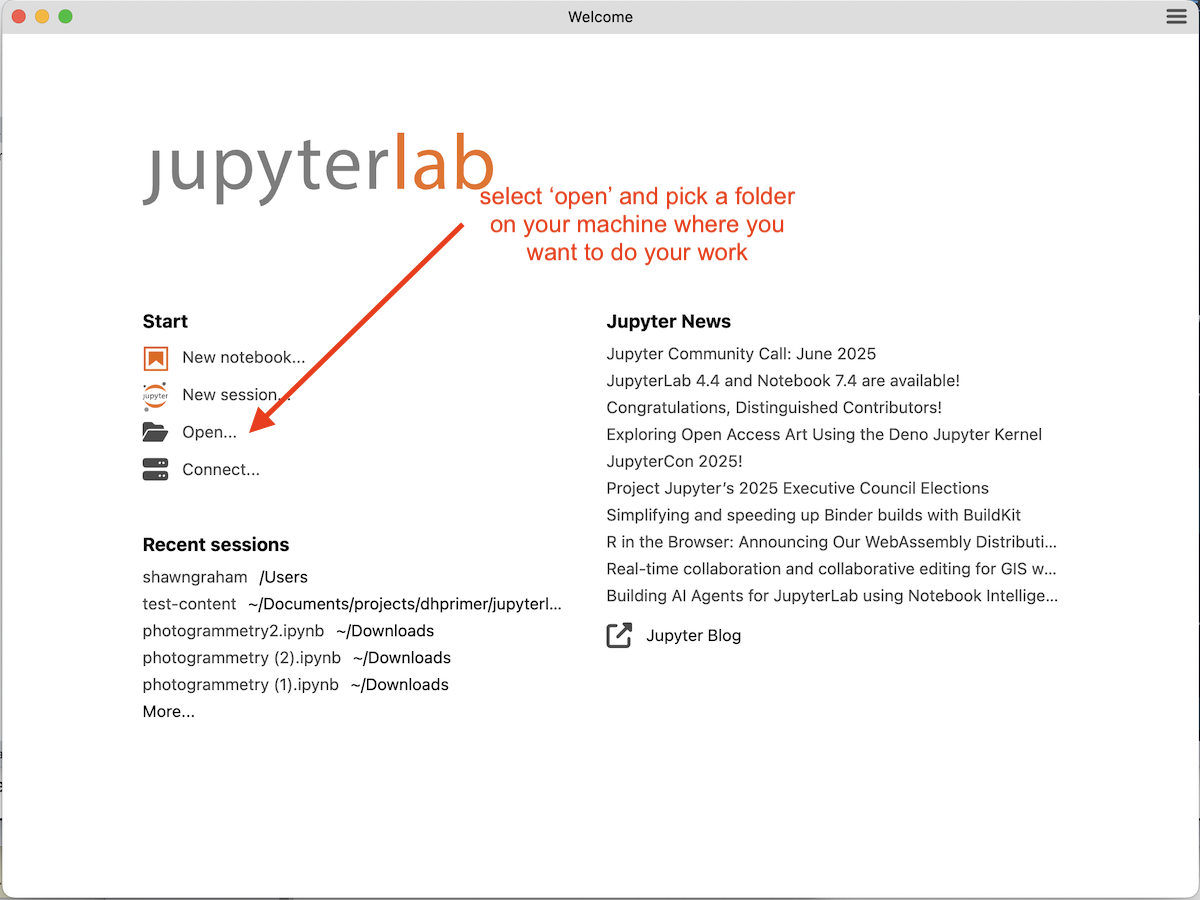 Welcome
jupyterlab
select ‘open’ and pick a folder
on your machine where you
want to do your work
Start
New notebook...
New session...
jupyter
Open...
Connect...
Recent sessions
shawngraham /Users
test-content ~/Documents/projects/dhprimer/jupyterl...
photogrammetry2.ipynb ~/Downloads
photogrammetry (2).ipynb ~/Downloads
photogrammetry (1).ipynb ~/Downloads
More...
Jupyter News
Jupyter Community Call: June 2025
JupyterLab 4.4 and Notebook 7.4 are available!
Congratulations, Distinguished Contributors!
Exploring Open Access Art Using the Deno Jupyter Kernel
JupyterCon 2025!
Project Jupyter’s 2025 Executive Council Elections
Simplifying and speeding up Binder builds with BuildKit
R in the Browser: Announcing Our WebAssembly Distributi...
Real-time collaboration and collaborative editing for GIS w...
Building AI Agents for JupyterLab using Notebook Intellige...
Jupyter Blog